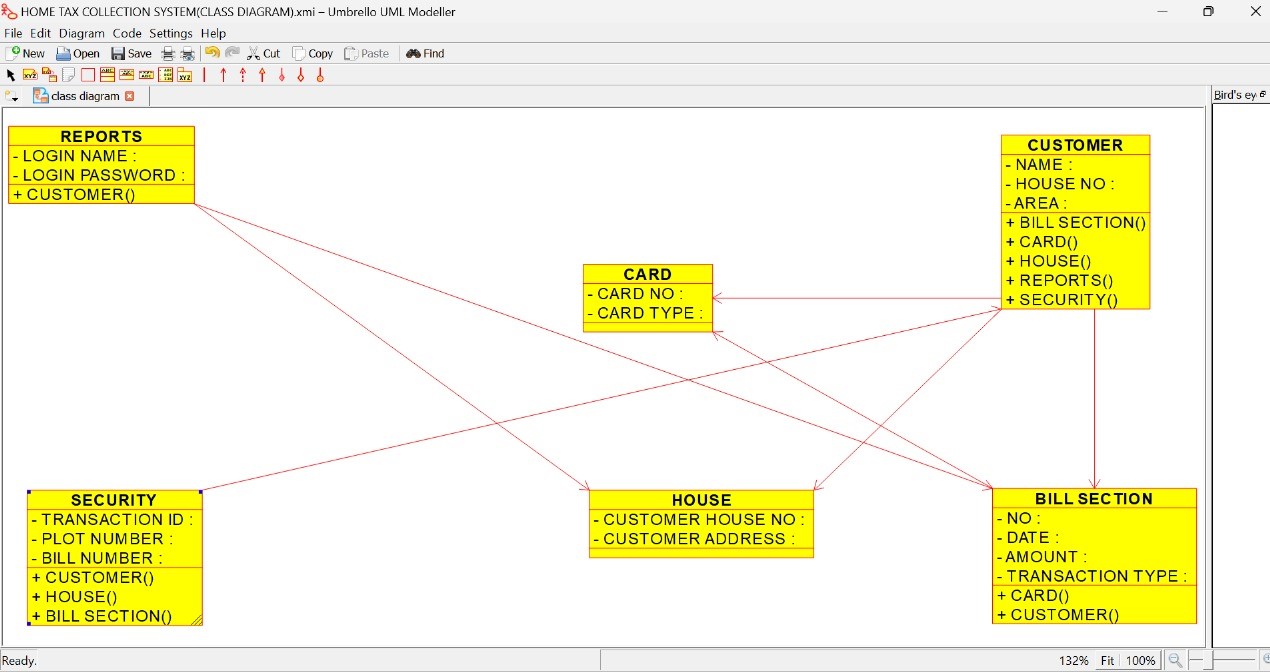 HOME TAX COLLECTION SYSTEM(CLASS DIAGRAM).xmi – Umbrello UML Modeller
File Edit Diagram Code Settings Help
New Open Save Cut Copy Paste Find
class diagram
Bird's ey
REPORTS
- LOGIN NAME :
- LOGIN PASSWORD :
+ CUSTOMER()
CUSTOMER
- NAME :
- HOUSE NO :
- AREA :
+ BILL SECTION()
+ CARD()
+ HOUSE()
+ REPORTS()
+ SECURITY()
CARD
- CARD NO :
- CARD TYPE :
SECURITY
- TRANSACTION ID :
- PLOT NUMBER :
- BILL NUMBER :
+ CUSTOMER()
+ HOUSE()
+ BILL SECTION()
HOUSE
- CUSTOMER HOUSE NO :
- CUSTOMER ADDRESS :
BILL SECTION
- NO :
- DATE :
- AMOUNT :
- TRANSACTION TYPE :
+ CARD()
+ CUSTOMER()
Ready.
132% Fit 100%